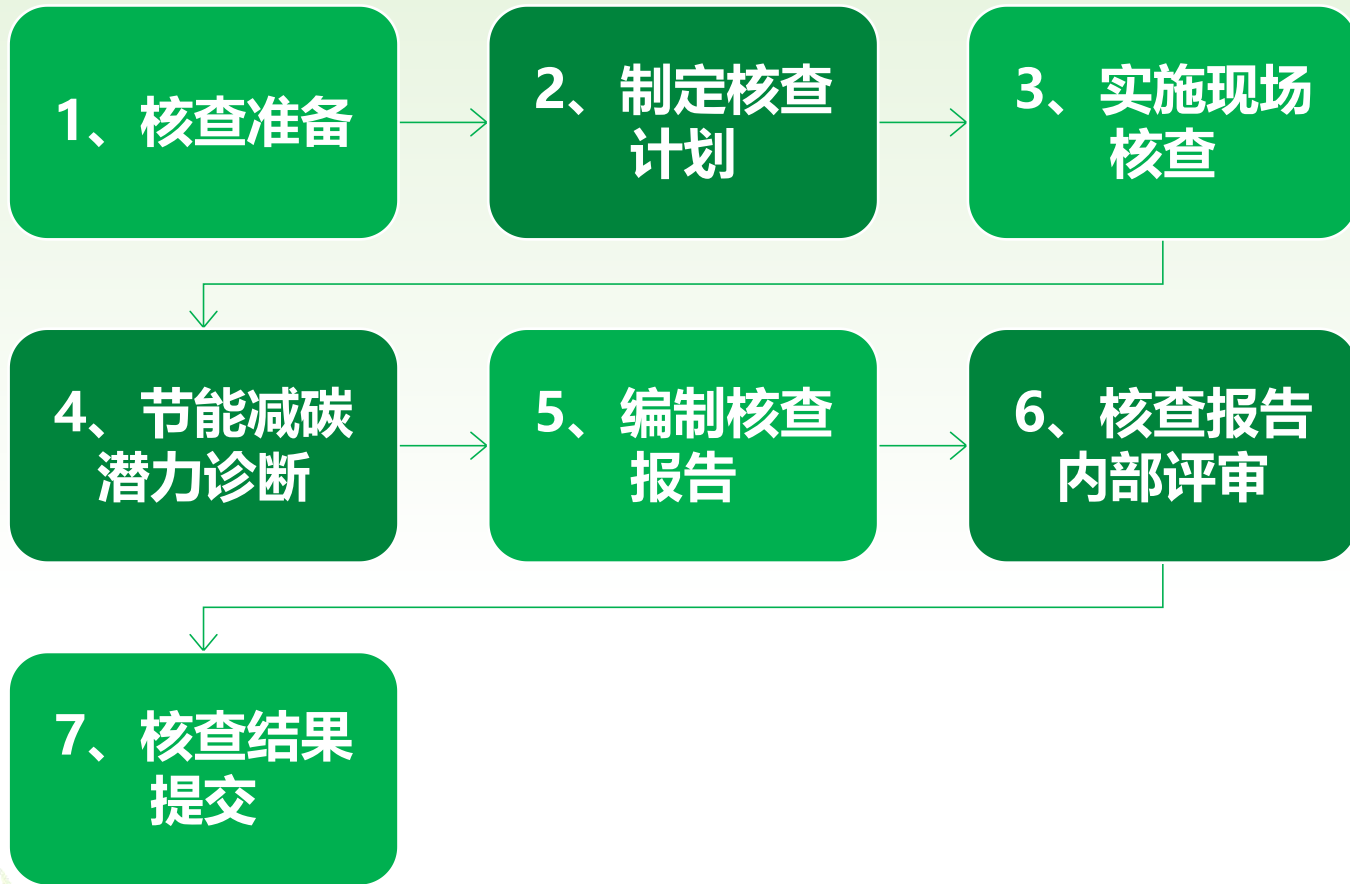 1、核查准备
2、制定核查
计划
3、实施现场
核查
4、节能减碳
潜力诊断
5、编制核查
报告
6、核查报告
内部评审
7、核查结果
提交